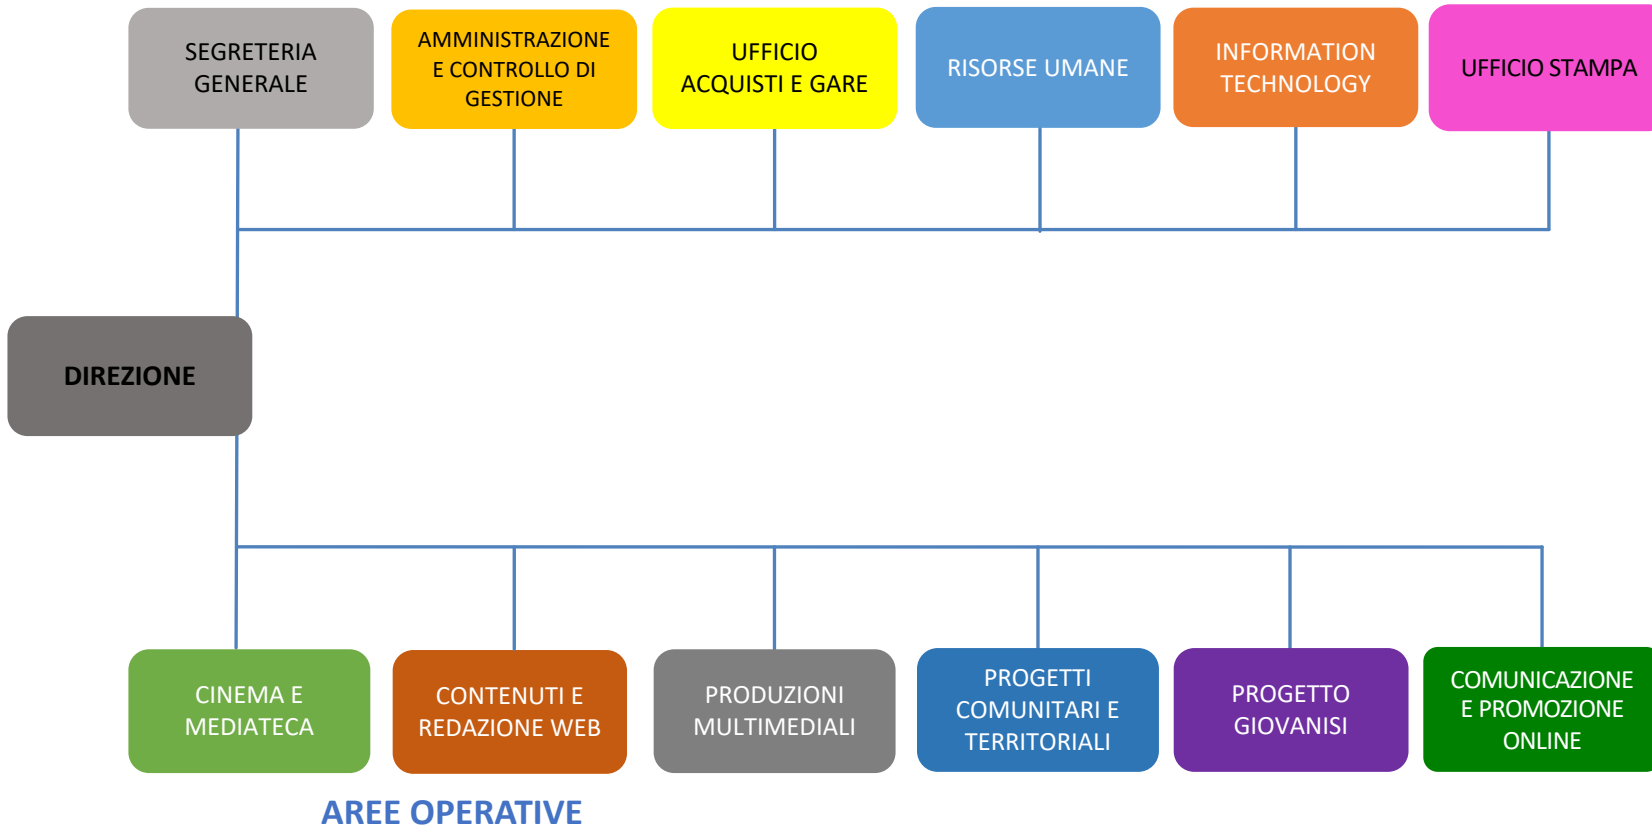 SEGRETERIA
GENERALE
AMMINISTRAZIONE
E CONTROLLO DI
GESTIONE
UFFICIO
ACQUISTI E GARE
RISORSE UMANE
INFORMATION
TECHNOLOGY
UFFICIO STAMPA
DIREZIONE
CINEMA E
MEDIATECA
CONTENUTI E
REDAZIONE WEB
PRODUZIONI
MULTIMEDIALI
PROGETTI
COMUNITARI E
TERRITORIALI
PROGETTO
GIOVANISI
COMUNICAZIONE
E PROMOZIONE
ONLINE
AREE OPERATIVE